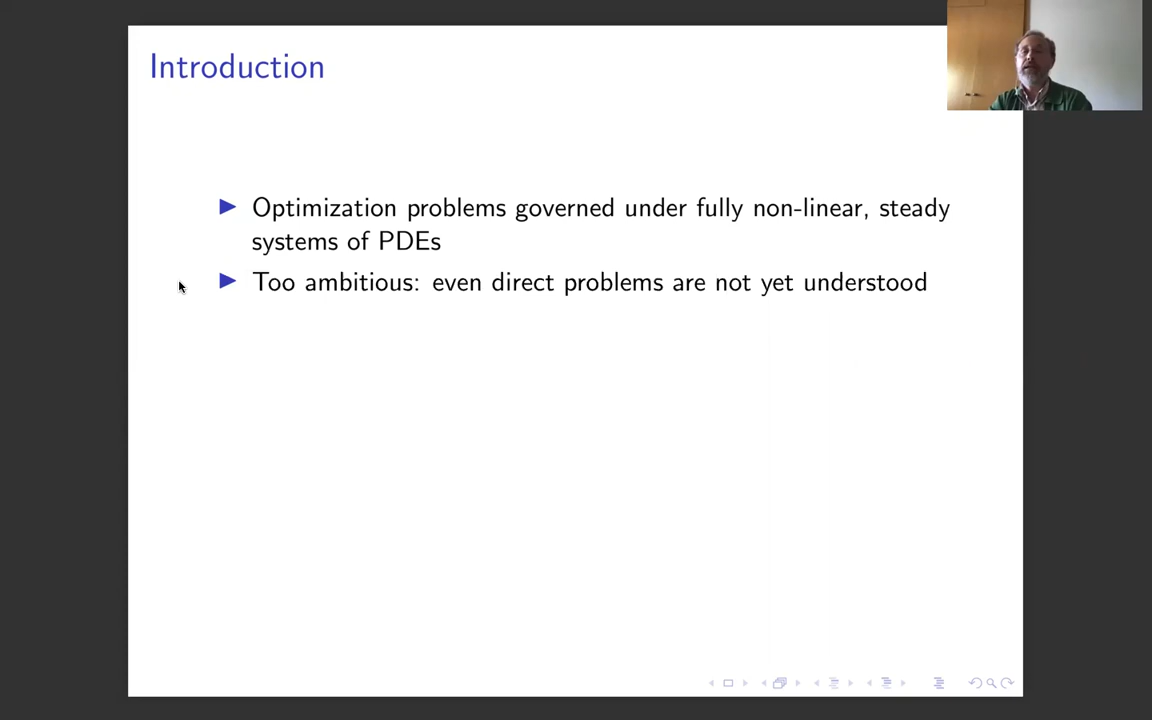 Introduction
Optimization problems governed under fully non-linear, steady
systems of PDEs
Too ambitious: even direct problems are not yet understood